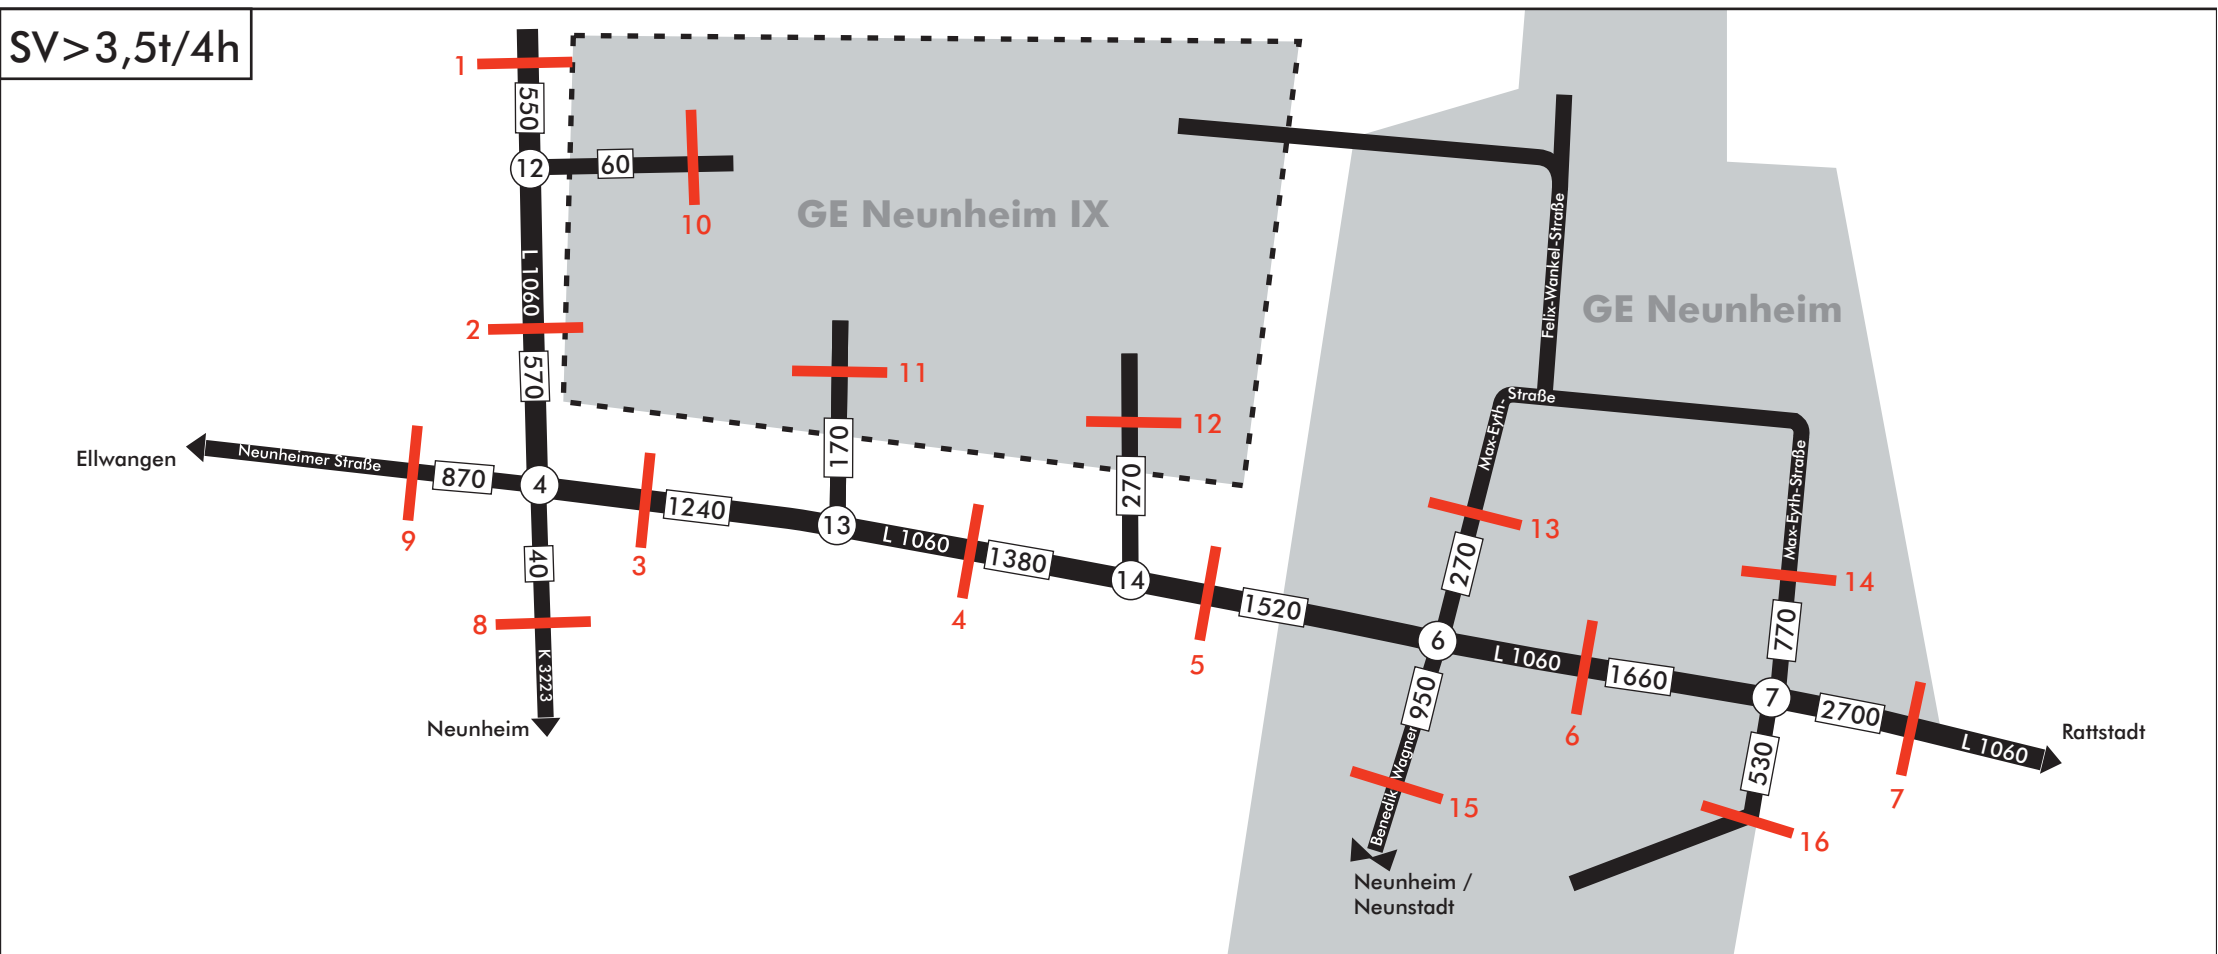 SV>3,5t/4h
1
550
12
60
10
GE Neunheim IX
L 1060
2
570
Felix-Wankel-Straße
GE Neunheim
11
12
170
270
Max-Eyth-
Straße
Max-Eyth-Straße
Ellwangen
Neunheimer Straße
870
4
9
1240
3
13
L 1060
1380
4
14
1520
5
13
270
14
770
40
8
K 3223
Neunheim
6
L 1060
1660
6
7
2700
L 1060
7
Rattstadt
950
Benedikt-Wagner
15
530
16
Neunheim /
Neunstadt